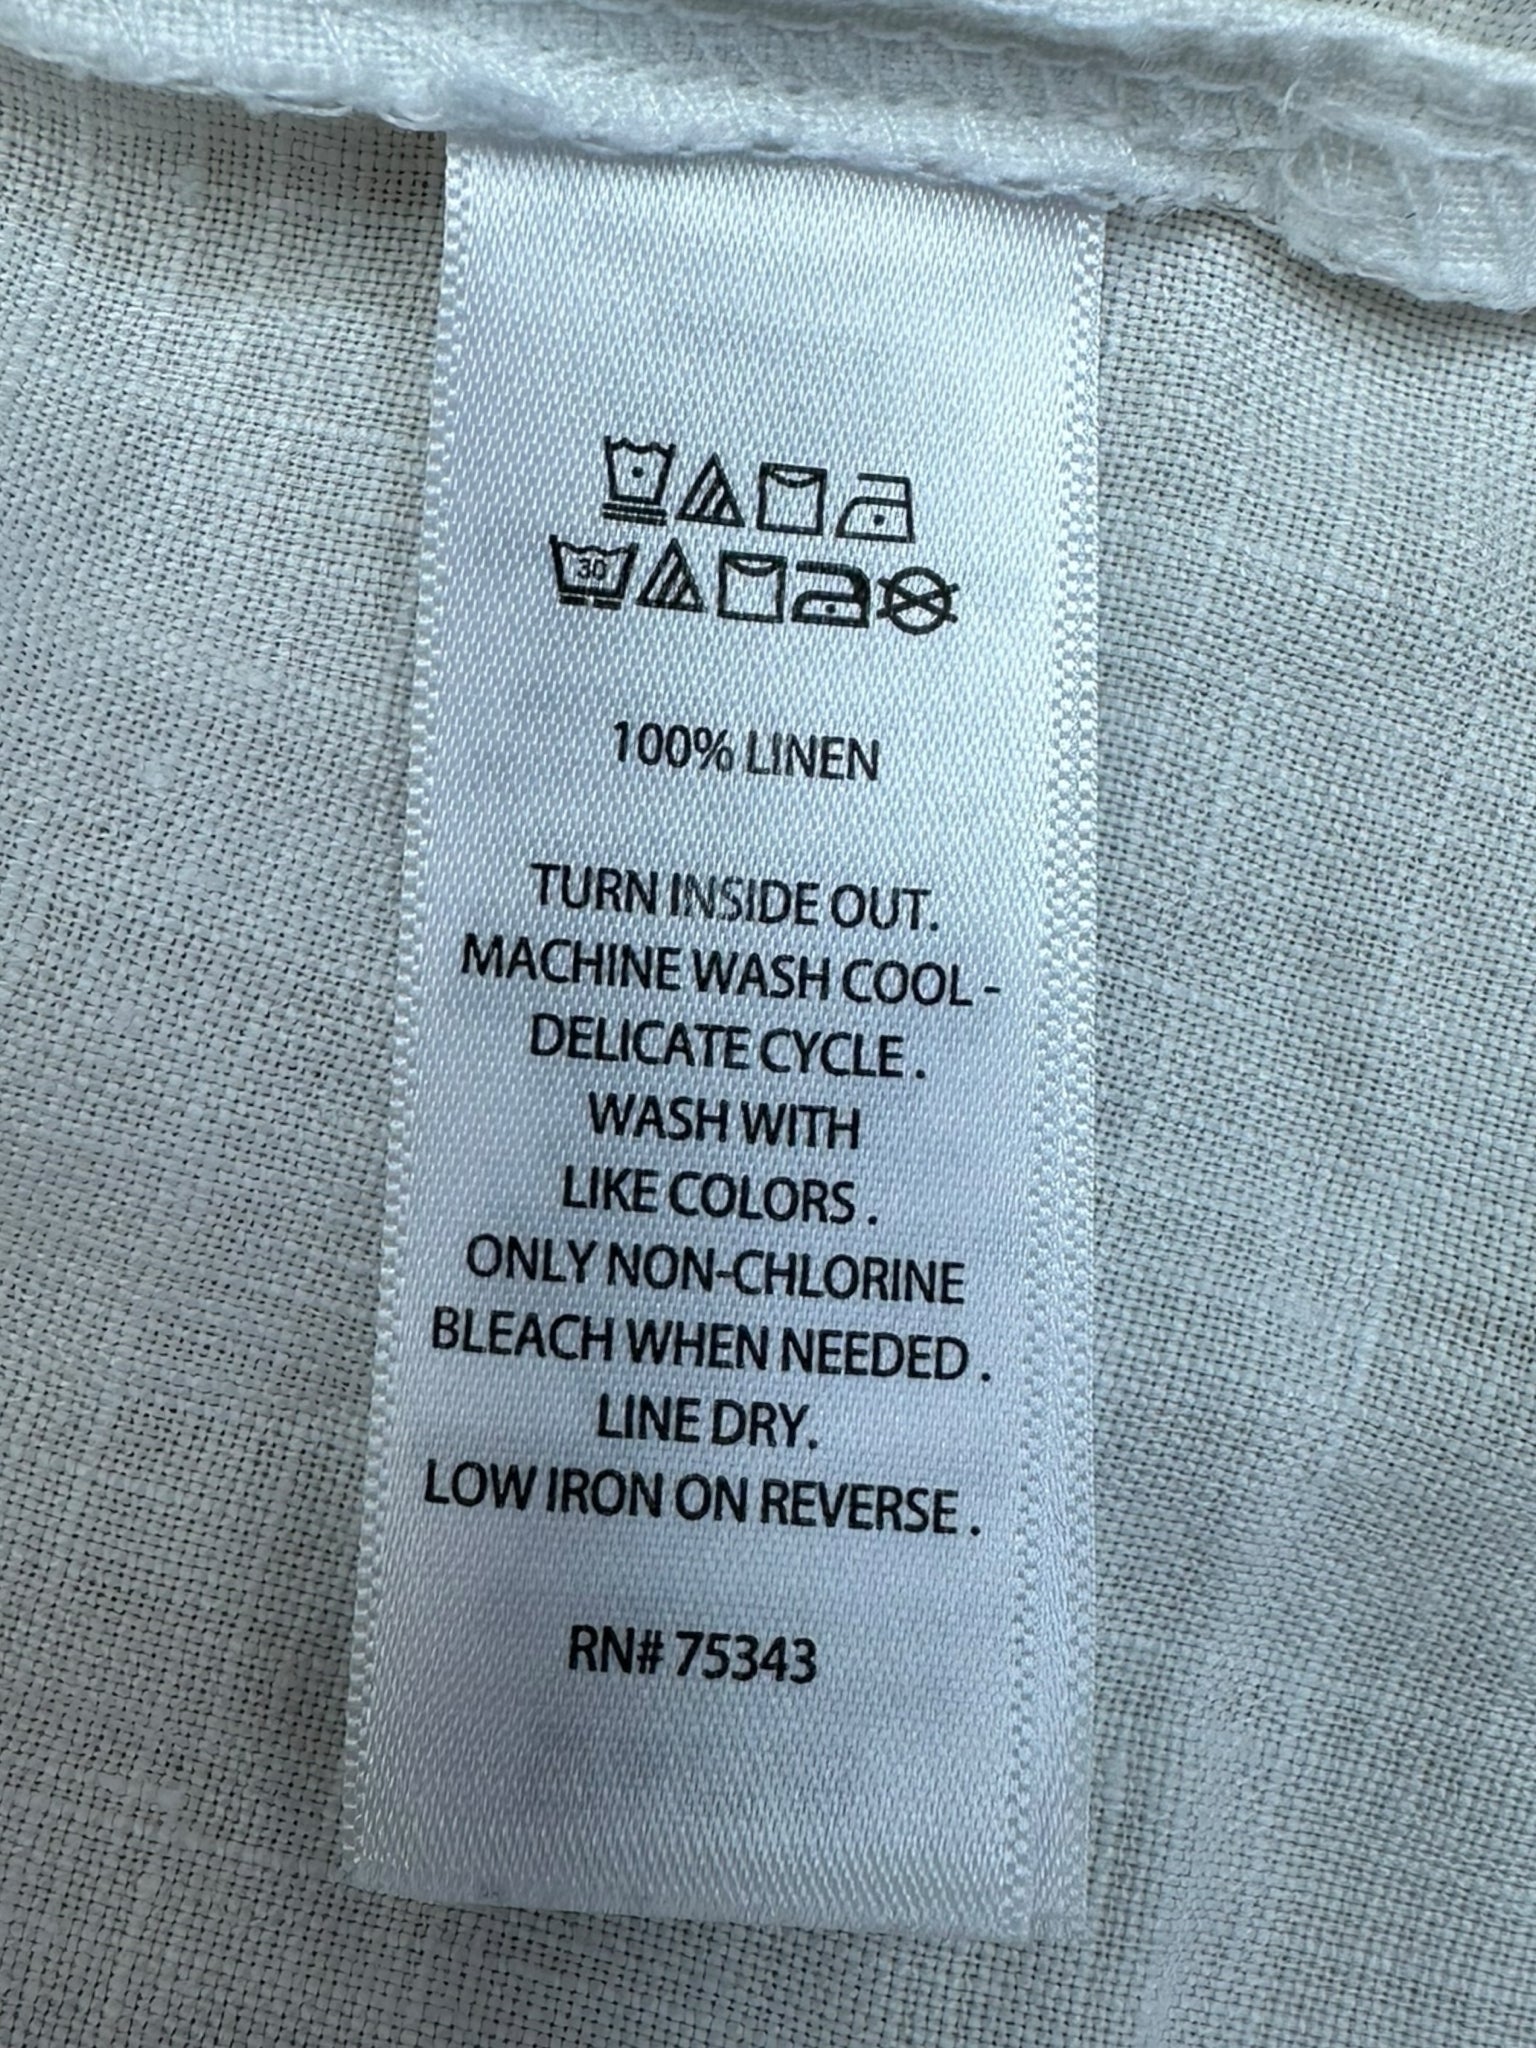 30
100% LINEN
TURN INSIDE OUT.
MACHINE WASH COOL -
DELICATE CYCLE .
WASH WITH
LIKE COLORS .
ONLY NON-CHLORINE
BLEACH WHEN NEEDED .
LINE DRY.
LOW IRON ON REVERSE .
RN# 75343